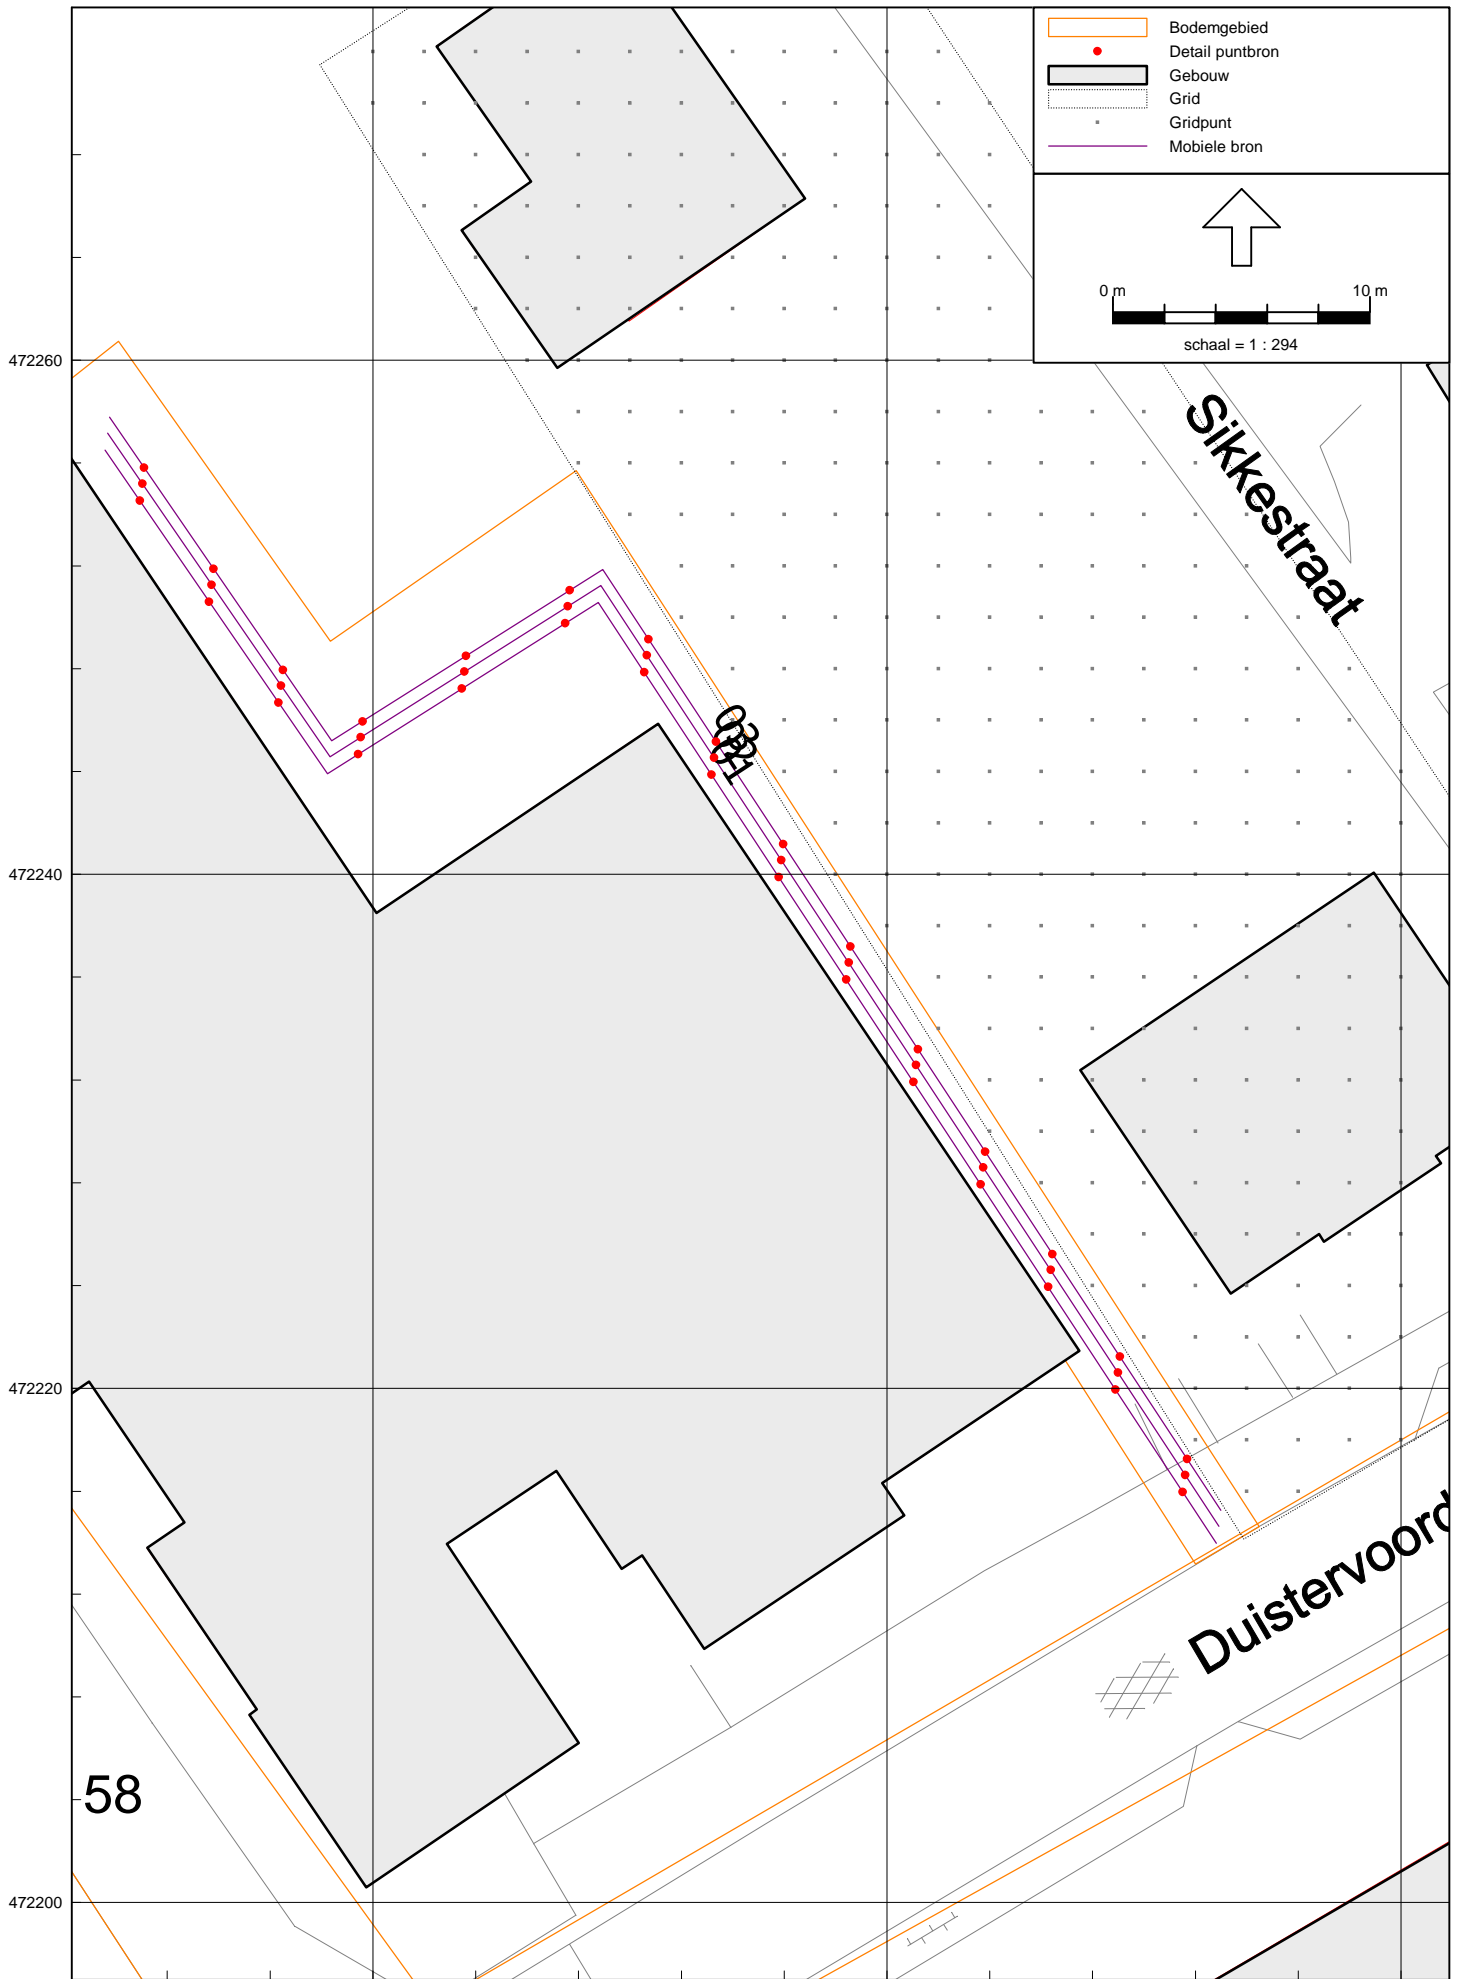 Bodemgebied
Detail puntbron
Gebouw
Grid
Gridpunt
Mobiele bron
0 m 10 m
schaal = 1 : 294
472260
Sikkestraat
472240
472220
Duistervoord
58
472200